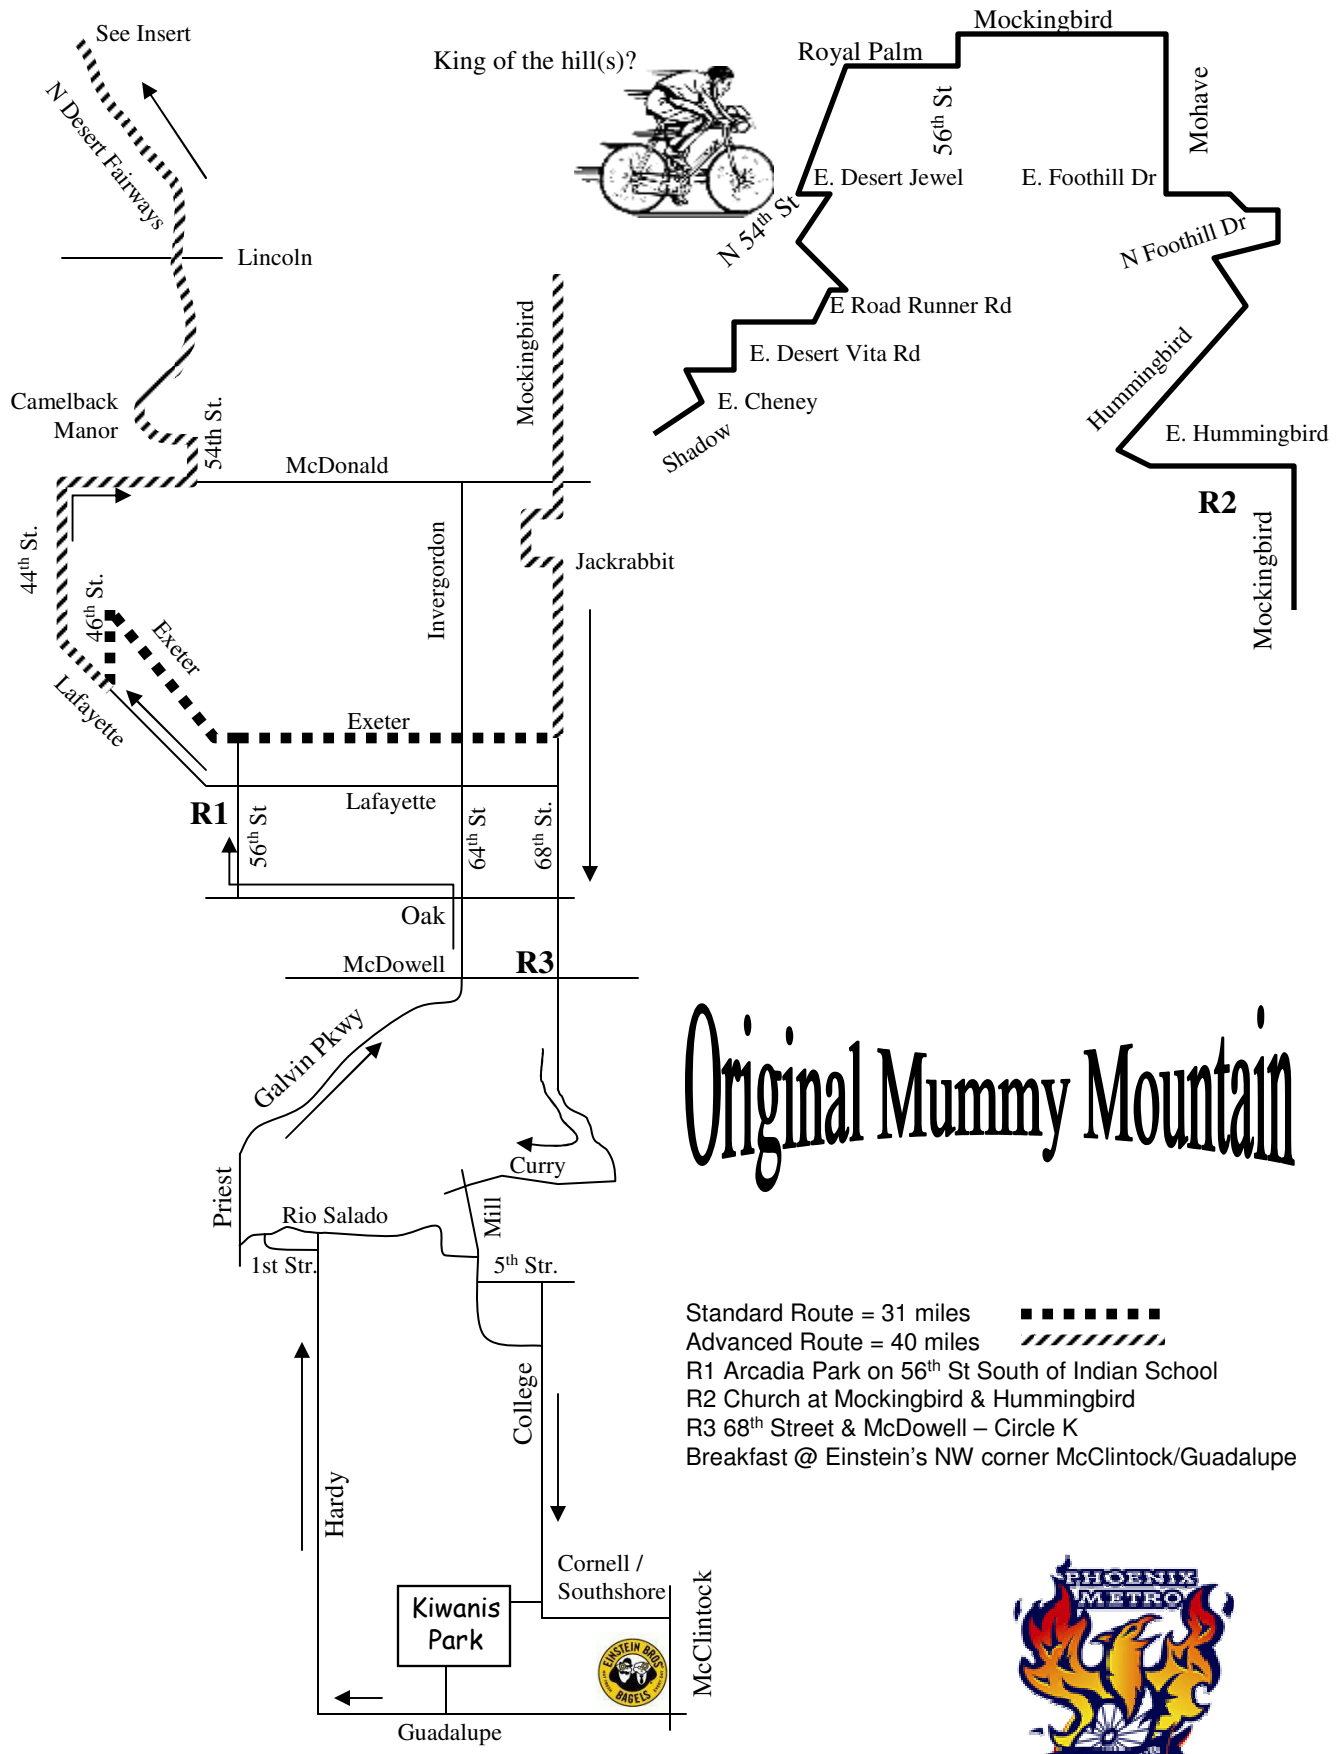 See Insert
N Desert Fairways
Lincoln
Camelback
Manor
54th St.
McDonald
44th St.
46th St.
Exeter
Lafayette
Exeter
Lafayette
R1
56th St
64th St
68th St.
Invergordon
Mockingbird
Jackrabbit
Oak
McDowell
R3
Galvin Pkwy
Priest
Curry
Rio Salado
Mill
1st Str.
5th Str.
College
Hardy
Cornell /
Southshore
McClintock
Kiwanis
Park
EINSTEIN BROS
BAGELS
Guadalupe
King of the hill(s)?
Mockingbird
Royal Palm
56th St
Mohave
E. Desert Jewel
E. Foothill Dr
N 54th St
N Foothill Dr
E Road Runner Rd
E. Desert Vita Rd
E. Cheney
Shadow
Hummingbird
E. Hummingbird
R2
Mockingbird
Original Mummy Mountain
Standard Route = 31 miles
Advanced Route = 40 miles
R1 Arcadia Park on 56th St South of Indian School
R2 Church at Mockingbird & Hummingbird
R3 68th Street & McDowell – Circle K
Breakfast @ Einstein's NW corner McClintock/Guadalupe
PHOENIX
METRO